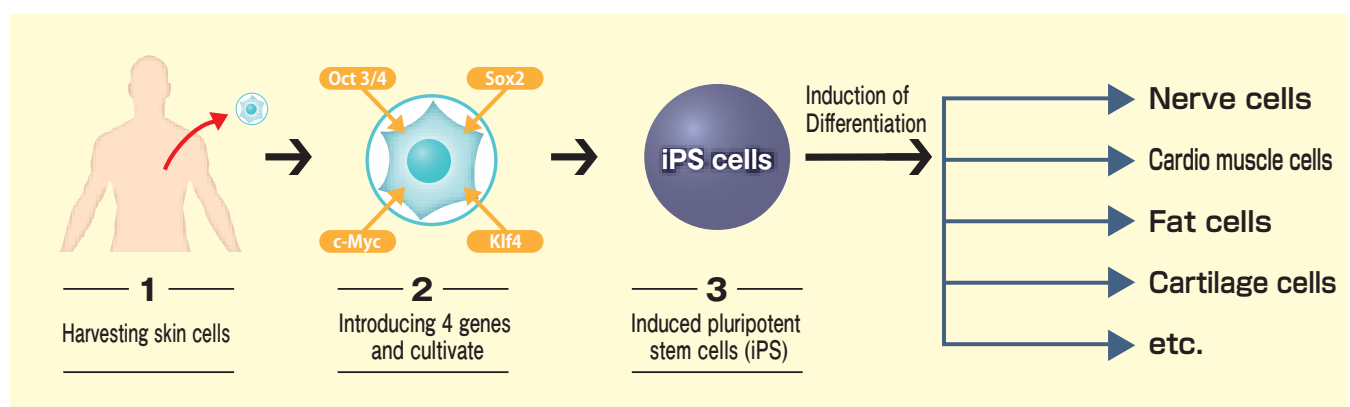 Oct 3/4
Sox2
c-Myc
Klf4
iPS cells
Induction of
Differentiation
Nerve cells
Cardio muscle cells
Fat cells
Cartilage cells
etc.
1
Harvesting skin cells
2
Introducing 4 genes
and cultivate
3
Induced pluripotent
stem cells (iPS)